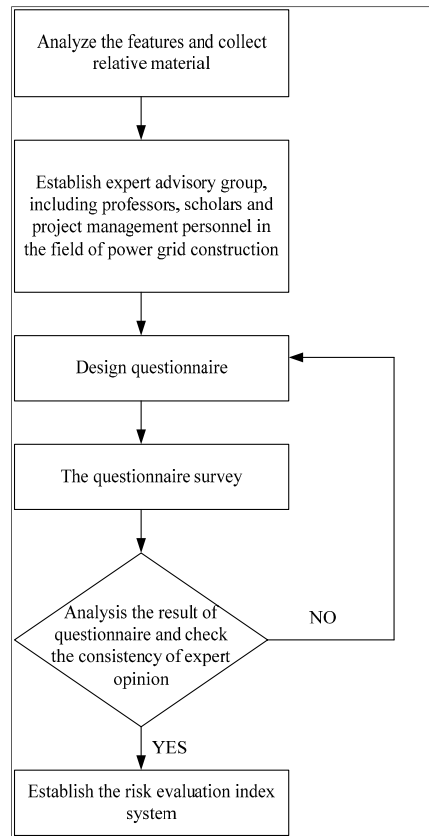 Analyze the features and collect
relative material
Establish expert advisory group,
including professors, scholars and
project management personnel in
the field of power grid construction
Design questionnaire
The questionnaire survey
Analysis the result of
questionnaire and check
the consistency of expert
opinion
NO
YES
Establish the risk evaluation index
system